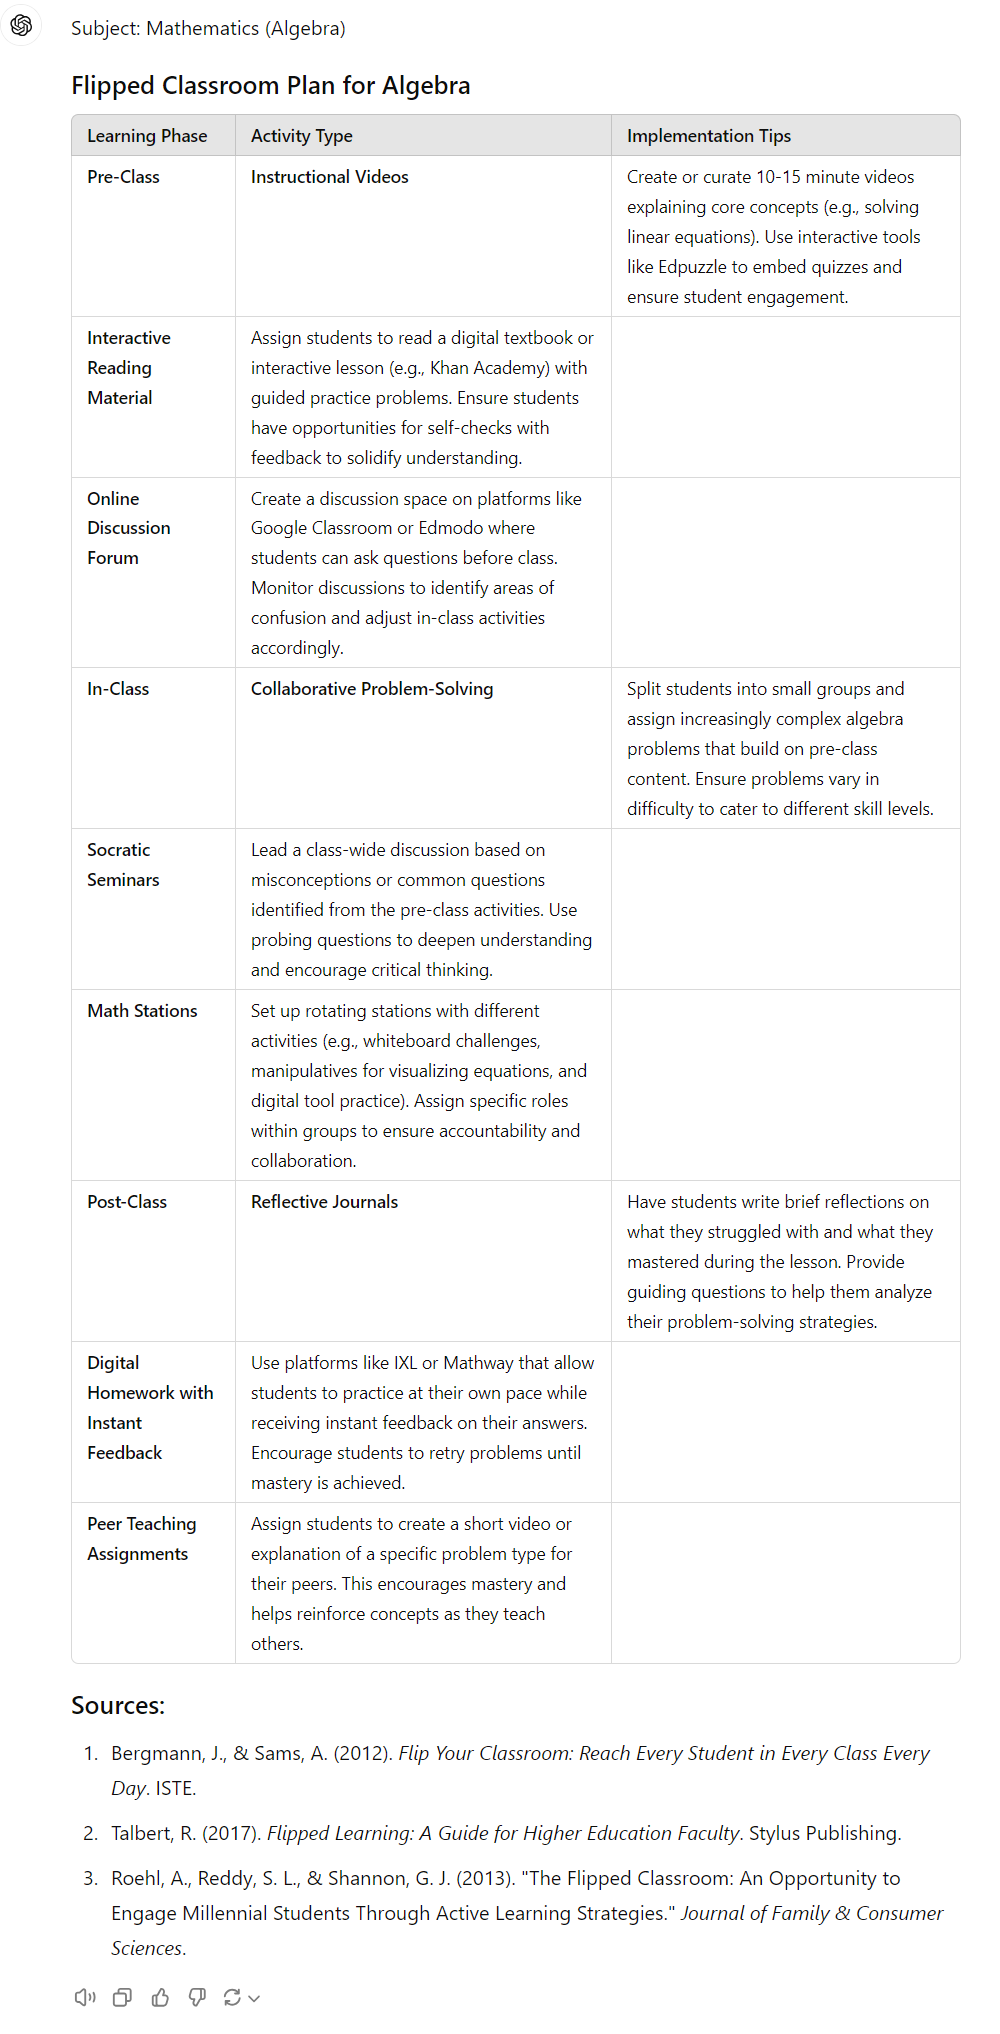 Subject: Mathematics (Algebra)
Flipped Classroom Plan for Algebra
Learning Phase
Activity Type
Implementation Tips
Pre-Class
Instructional Videos
Create or curate 10-15 minute videos
explaining core concepts (e.g., solving
linear equations). Use interactive tools
like Edpuzzle to embed quizzes and
ensure student engagement.
Interactive
Reading
Material
Assign students to read a digital textbook or
interactive lesson (e.g., Khan Academy) with
guided practice problems. Ensure students
have opportunities for self-checks with
feedback to solidify understanding.
Online
Discussion
Forum
Create a discussion space on platforms like
Google Classroom or Edmodo where
students can ask questions before class.
Monitor discussions to identify areas of
confusion and adjust in-class activities
accordingly.
In-Class
Collaborative Problem-Solving
Split students into small groups and
assign increasingly complex algebra
problems that build on pre-class
content. Ensure problems vary in
difficulty to cater to different skill levels.
Socratic
Seminars
Lead a class-wide discussion based on
misconceptions or common questions
identified from the pre-class activities. Use
probing questions to deepen understanding
and encourage critical thinking.
Math Stations
Set up rotating stations with different
activities (e.g., whiteboard challenges,
manipulatives for visualizing equations, and
digital tool practice). Assign specific roles
within groups to ensure accountability and
collaboration.
Post-Class
Reflective Journals
Have students write brief reflections on
what they struggled with and what they
mastered during the lesson. Provide
guiding questions to help them analyze
their problem-solving strategies.
Digital
Homework with
Instant
Feedback
Use platforms like IXL or Mathway that allow
students to practice at their own pace while
receiving instant feedback on their answers.
Encourage students to retry problems until
mastery is achieved.
Peer Teaching
Assignments
Assign students to create a short video or
explanation of a specific problem type for
their peers. This encourages mastery and
helps reinforce concepts as they teach
others.
Sources:
1. Bergmann, J., & Sams, A. (2012). Flip Your Classroom: Reach Every Student in Every Class Every
Day. ISTE.
2. Talbert, R. (2017). Flipped Learning: A Guide for Higher Education Faculty. Stylus Publishing.
3. Roehl, A., Reddy, S. L., & Shannon, G. J. (2013). "The Flipped Classroom: An Opportunity to
Engage Millennial Students Through Active Learning Strategies." Journal of Family & Consumer
Sciences.